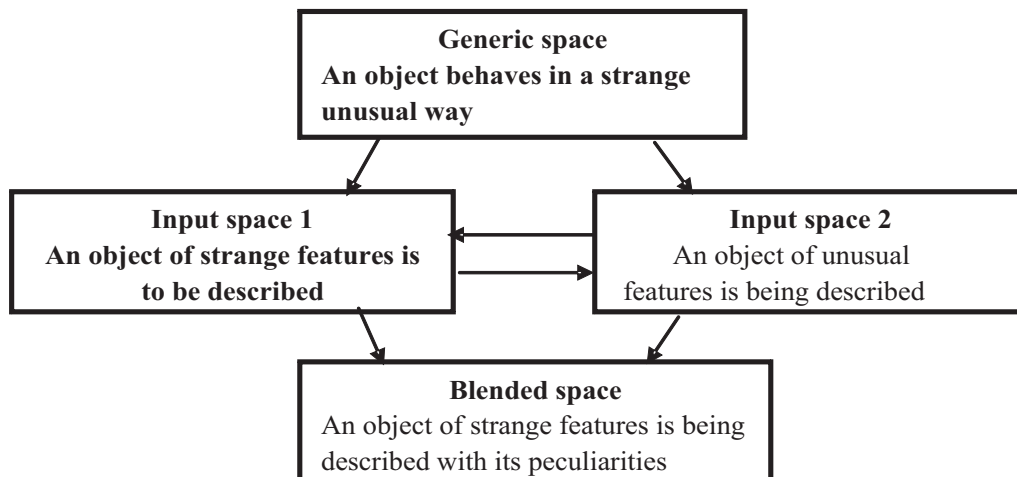 Generic space
An object behaves in a strange
unusual way
Input space 1
An object of strange features is
to be described
Input space 2
An object of unusual
features is being described
Blended space
An object of strange features is being
described with its peculiarities